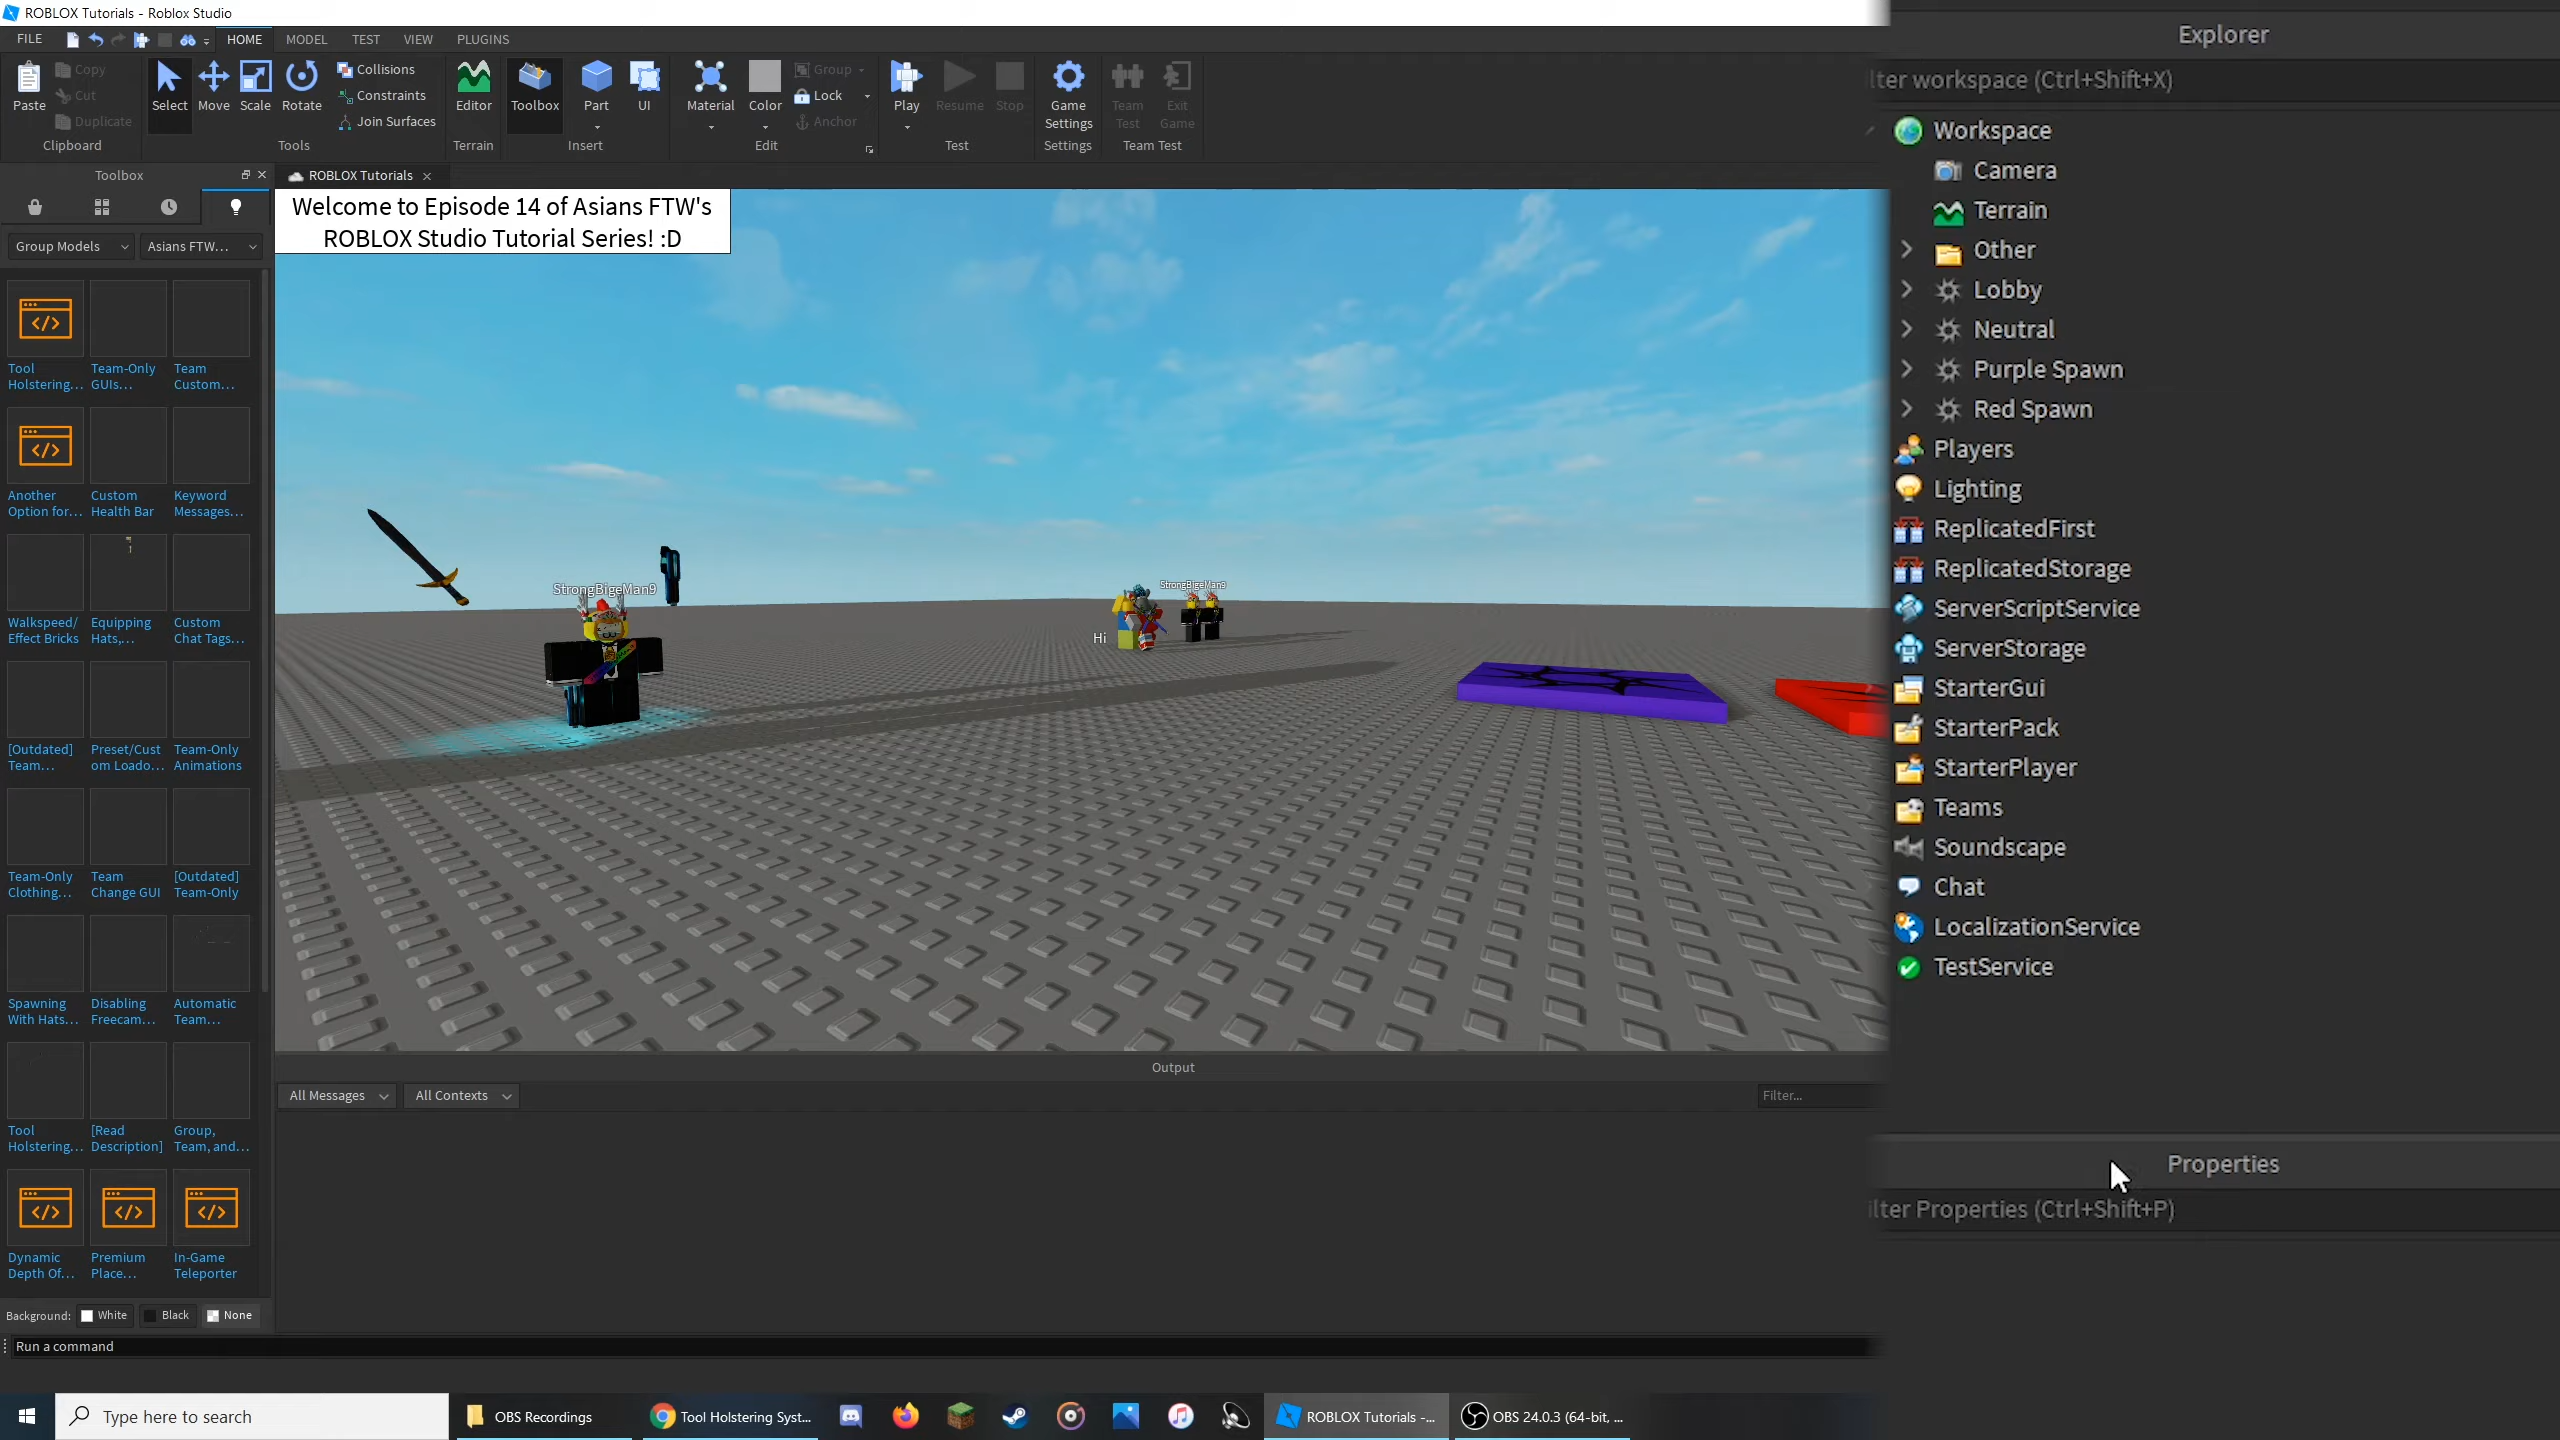 ROBLOX Tutorials - Roblox Studio
FILE
HOME
MODEL
TEST
VIEW
PLUGINS
Paste
Copy
Cut
Duplicate
Clipboard
Select
Move
Scale
Rotate
Collisions
Constraints
Join Surfaces
Tools
Editor
Terrain
Toolbox
Part
UI
Insert
Material
Color
Group
Lock
Anchor
Edit
Play
Resume
Stop
Test
Game
Settings
Settings
Team
Test
Exit
Game
Team Test
Toolbox
Group Models
Asians FTW...
Tool
Holstering...
Team-Only
GUIs...
Team
Custom...
Another
Option for...
Custom
Health Bar
Keyword
Messages...
Walkspeed/
Effect Bricks
Equipping
Hats,...
Custom
Chat Tags...
[Outdated]
Team...
Preset/Cust
om Loado...
Team-Only
Animations
Team-Only
Clothing...
Team
Change GUI
[Outdated]
Team-Only
Spawning
With Hats...
Disabling
Freecam...
Automatic
Team...
Tool
Holstering...
[Read
Description]
Group,
Team, and...
Dynamic
Depth Of...
Premium
Place...
In-Game
Teleporter
Background:
White
Black
None
Run a command
ROBLOX Tutorials
Welcome to Episode 14 of Asians FTW's
ROBLOX Studio Tutorial Series! :D
StrongBigeMan9
StrongBigeMan9
Hi
Output
All Messages
All Contexts
Filter...
Explorer
lter workspace (Ctrl+Shift+X)
Workspace
Camera
Terrain
Other
Lobby
Neutral
Purple Spawn
Red Spawn
Players
Lighting
ReplicatedFirst
ReplicatedStorage
ServerScriptService
ServerStorage
StarterGui
StarterPack
StarterPlayer
Teams
Soundscape
Chat
LocalizationService
TestService
Properties
ilter Properties (Ctrl+Shift+P)
Type here to search
OBS Recordings
Tool Holstering Syst...
ROBLOX Tutorials -...
OBS 24.0.3 (64-bit, ...